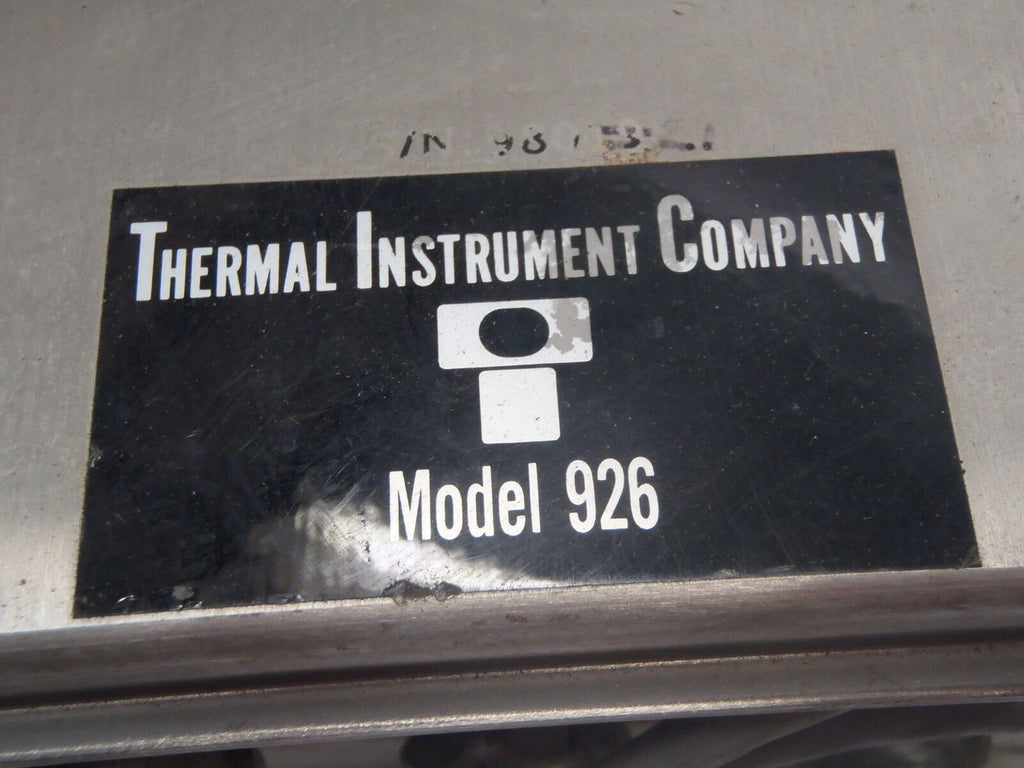 THERMAL INSTRUMENT COMPANY
Model 926